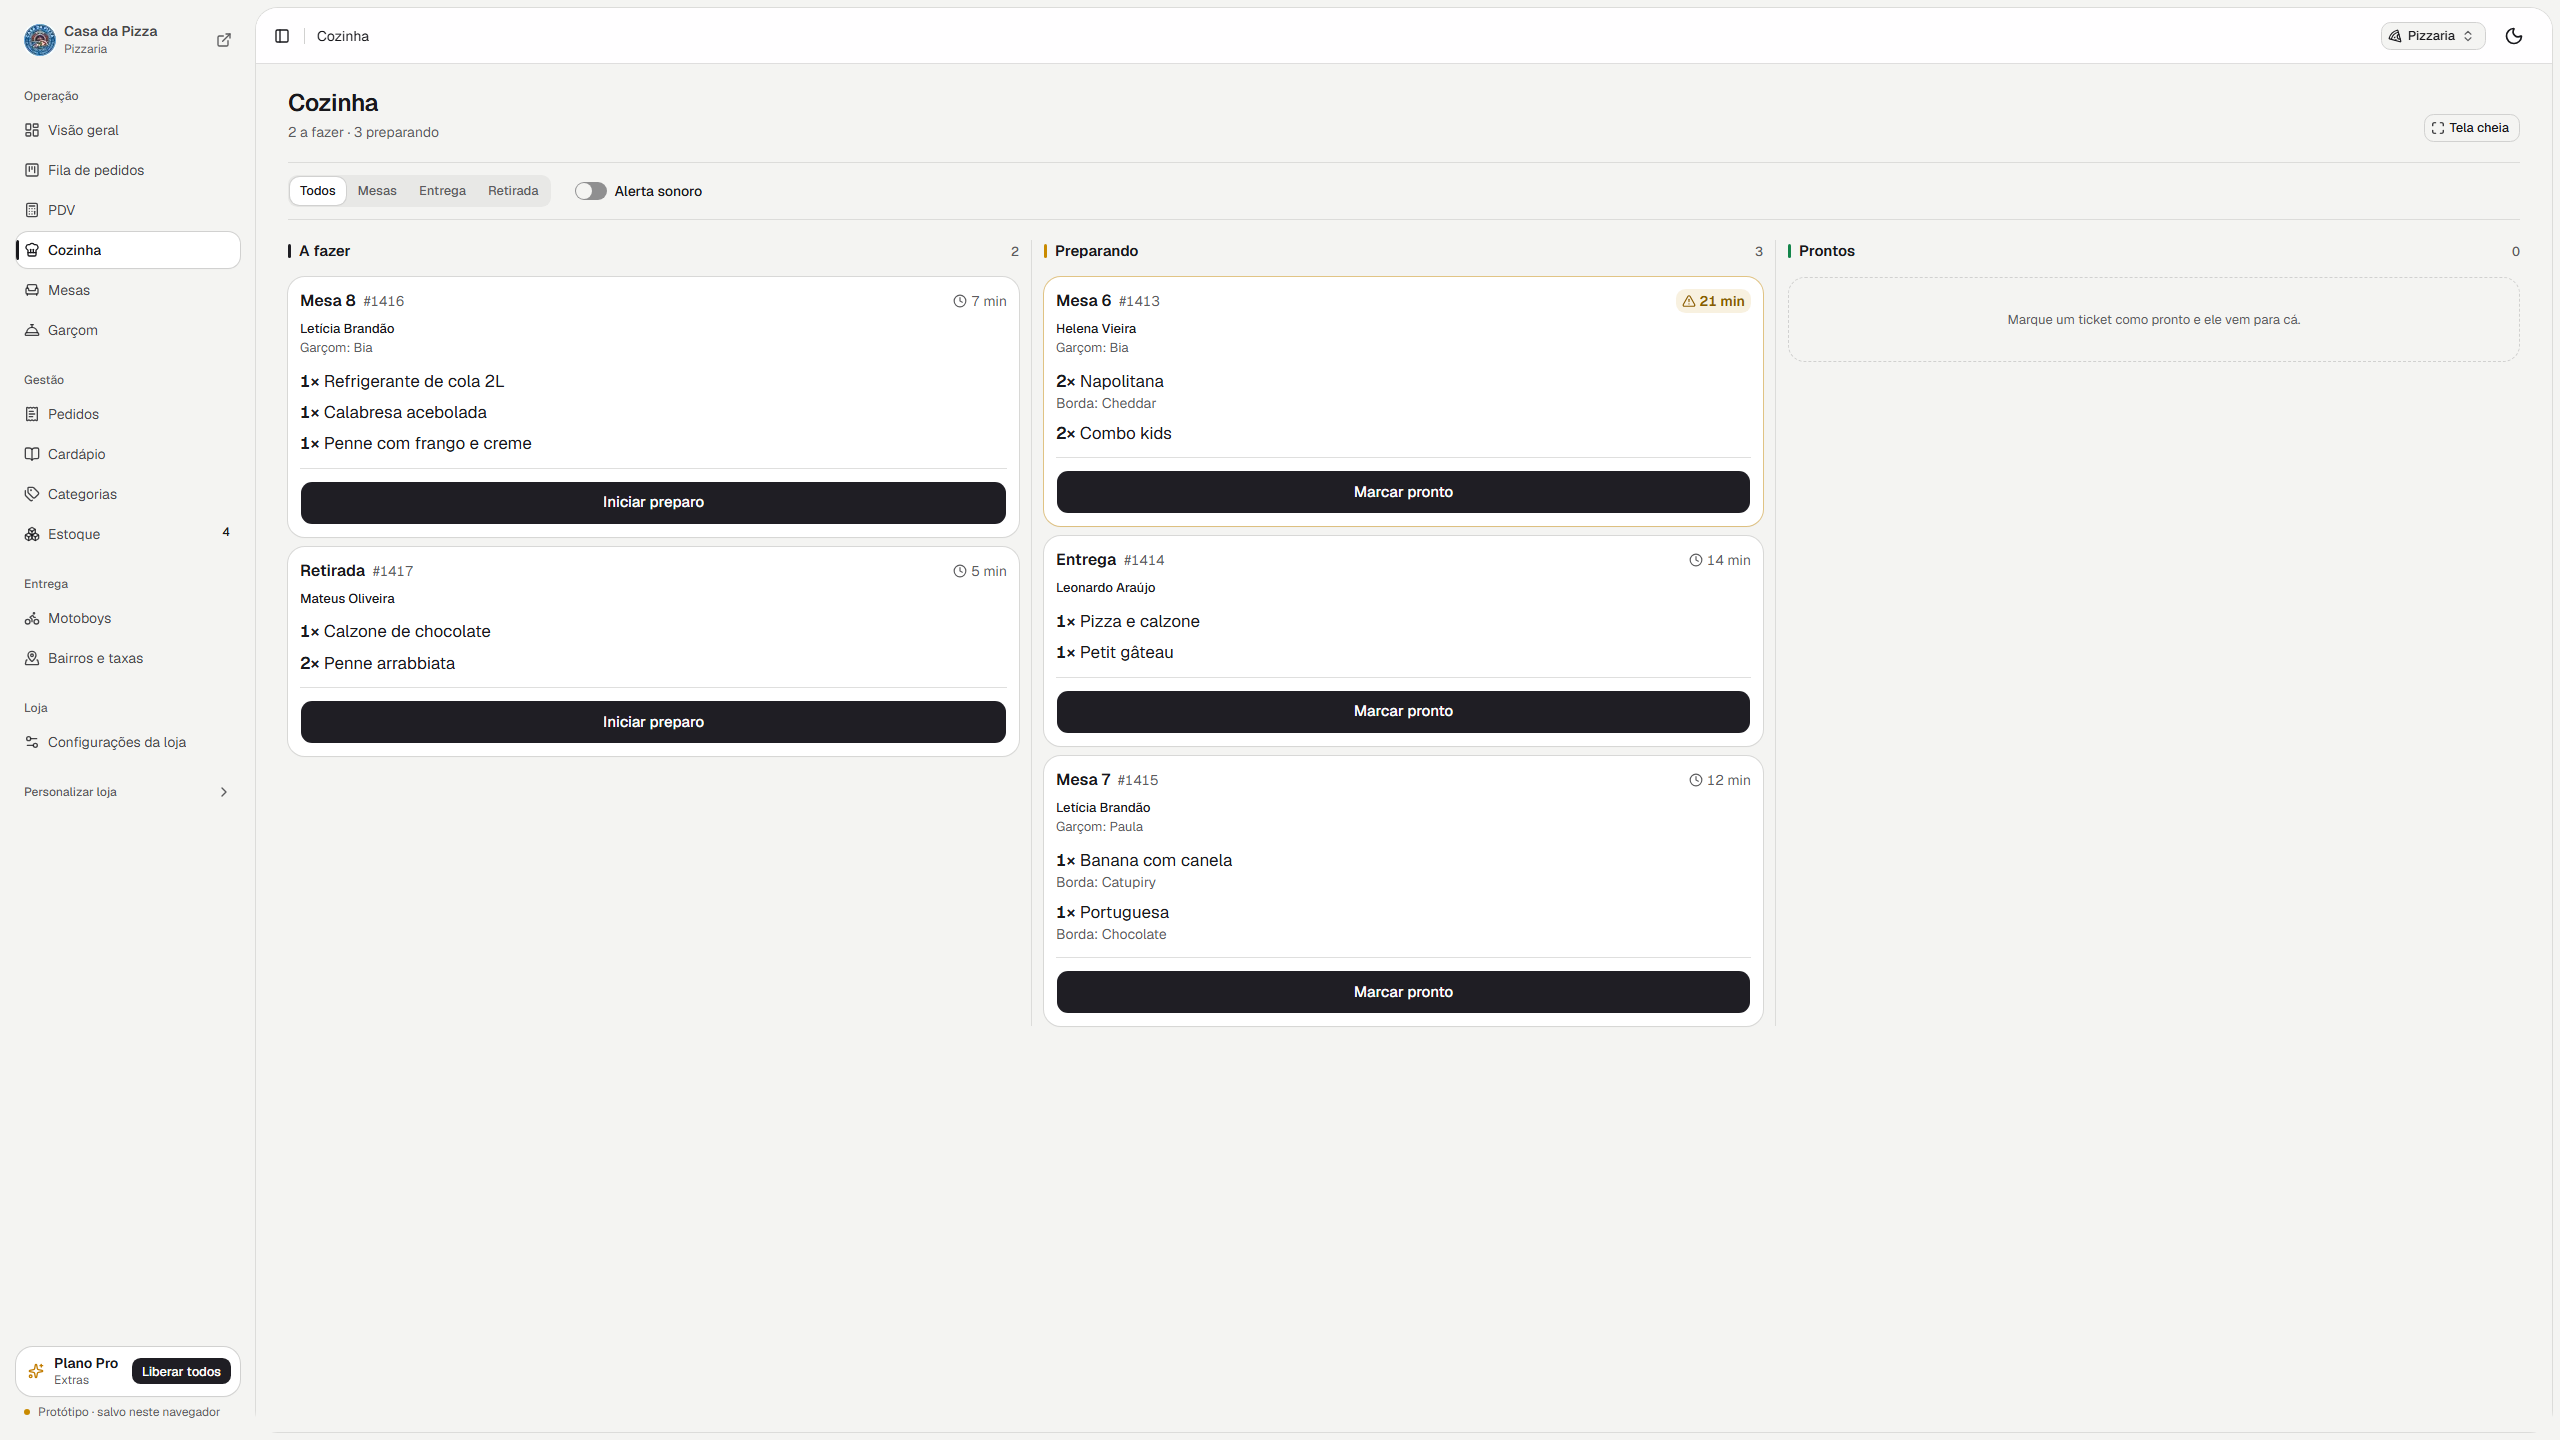 Casa da Pizza
Pizzaria
Operação
Visão geral
Fila de pedidos
PDV
Cozinha
Mesas
Garçom
Gestão
Pedidos
Cardápio
Categorias
Estoque 4
Entrega
Motoboys
Bairros e taxas
Loja
Configurações da loja
Personalizar loja
Plano Pro
Extras
Liberar todos
Protótipo · salvo neste navegador
Cozinha
Pizzaria
Cozinha
2 a fazer · 3 preparando
Tela cheia
Todos Mesas Entrega Retirada Alerta sonoro
A fazer 2
Mesa 8 #1416 7 min
Letícia Brandão
Garçom: Bia
1× Refrigerante de cola 2L
1× Calabresa acebolada
1× Penne com frango e creme
Iniciar preparo
Retirada #1417 5 min
Mateus Oliveira
1× Calzone de chocolate
2× Penne arrabbiata
Iniciar preparo
Preparando 3
Mesa 6 #1413 21 min
Helena Vieira
Garçom: Bia
2× Napolitana
Borda: Cheddar
2× Combo kids
Marcar pronto
Entrega #1414 14 min
Leonardo Araújo
1× Pizza e calzone
1× Petit gâteau
Marcar pronto
Mesa 7 #1415 12 min
Letícia Brandão
Garçom: Paula
1× Banana com canela
Borda: Catupiry
1× Portuguesa
Borda: Chocolate
Marcar pronto
Prontos 0
Marque um ticket como pronto e ele vem para cá.